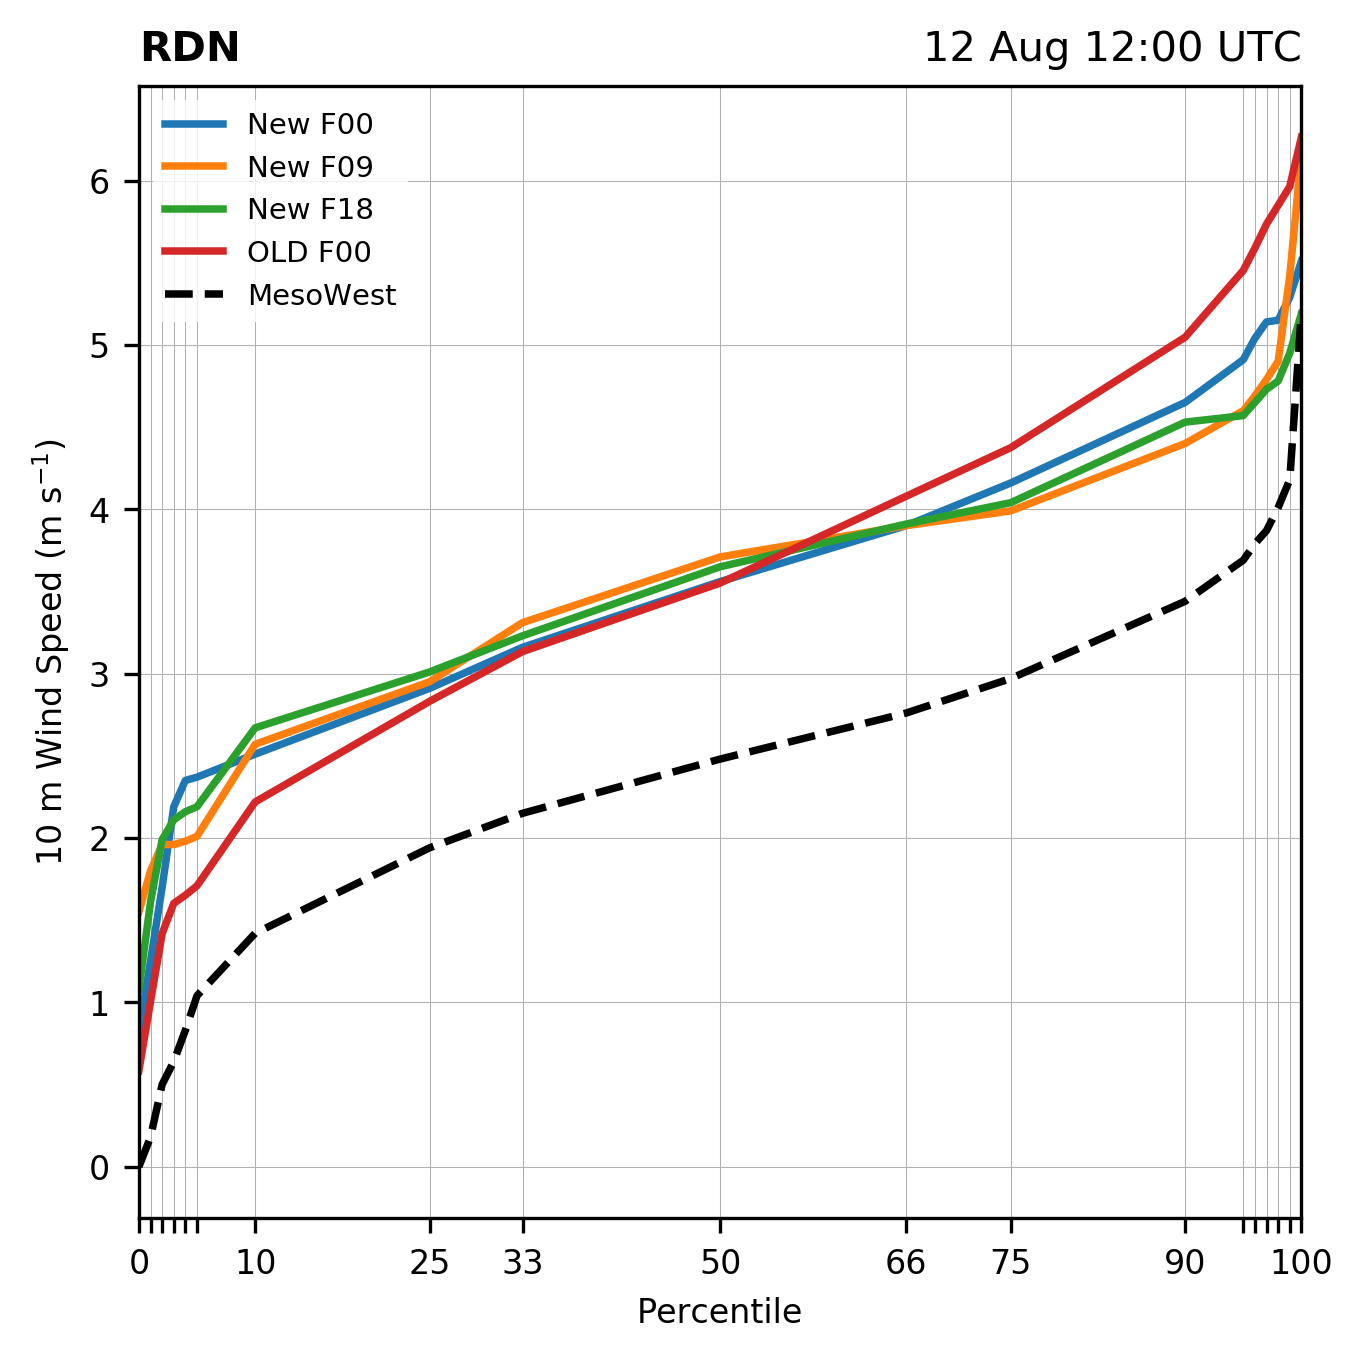 RDN
12 Aug 12:00 UTC
New F00
New F09
New F18
OLD F00
MesoWest
10 m Wind Speed (m s⁻¹)
6
5
4
3
2
1
0
0 10 25 33 50 66 75 90 100
Percentile